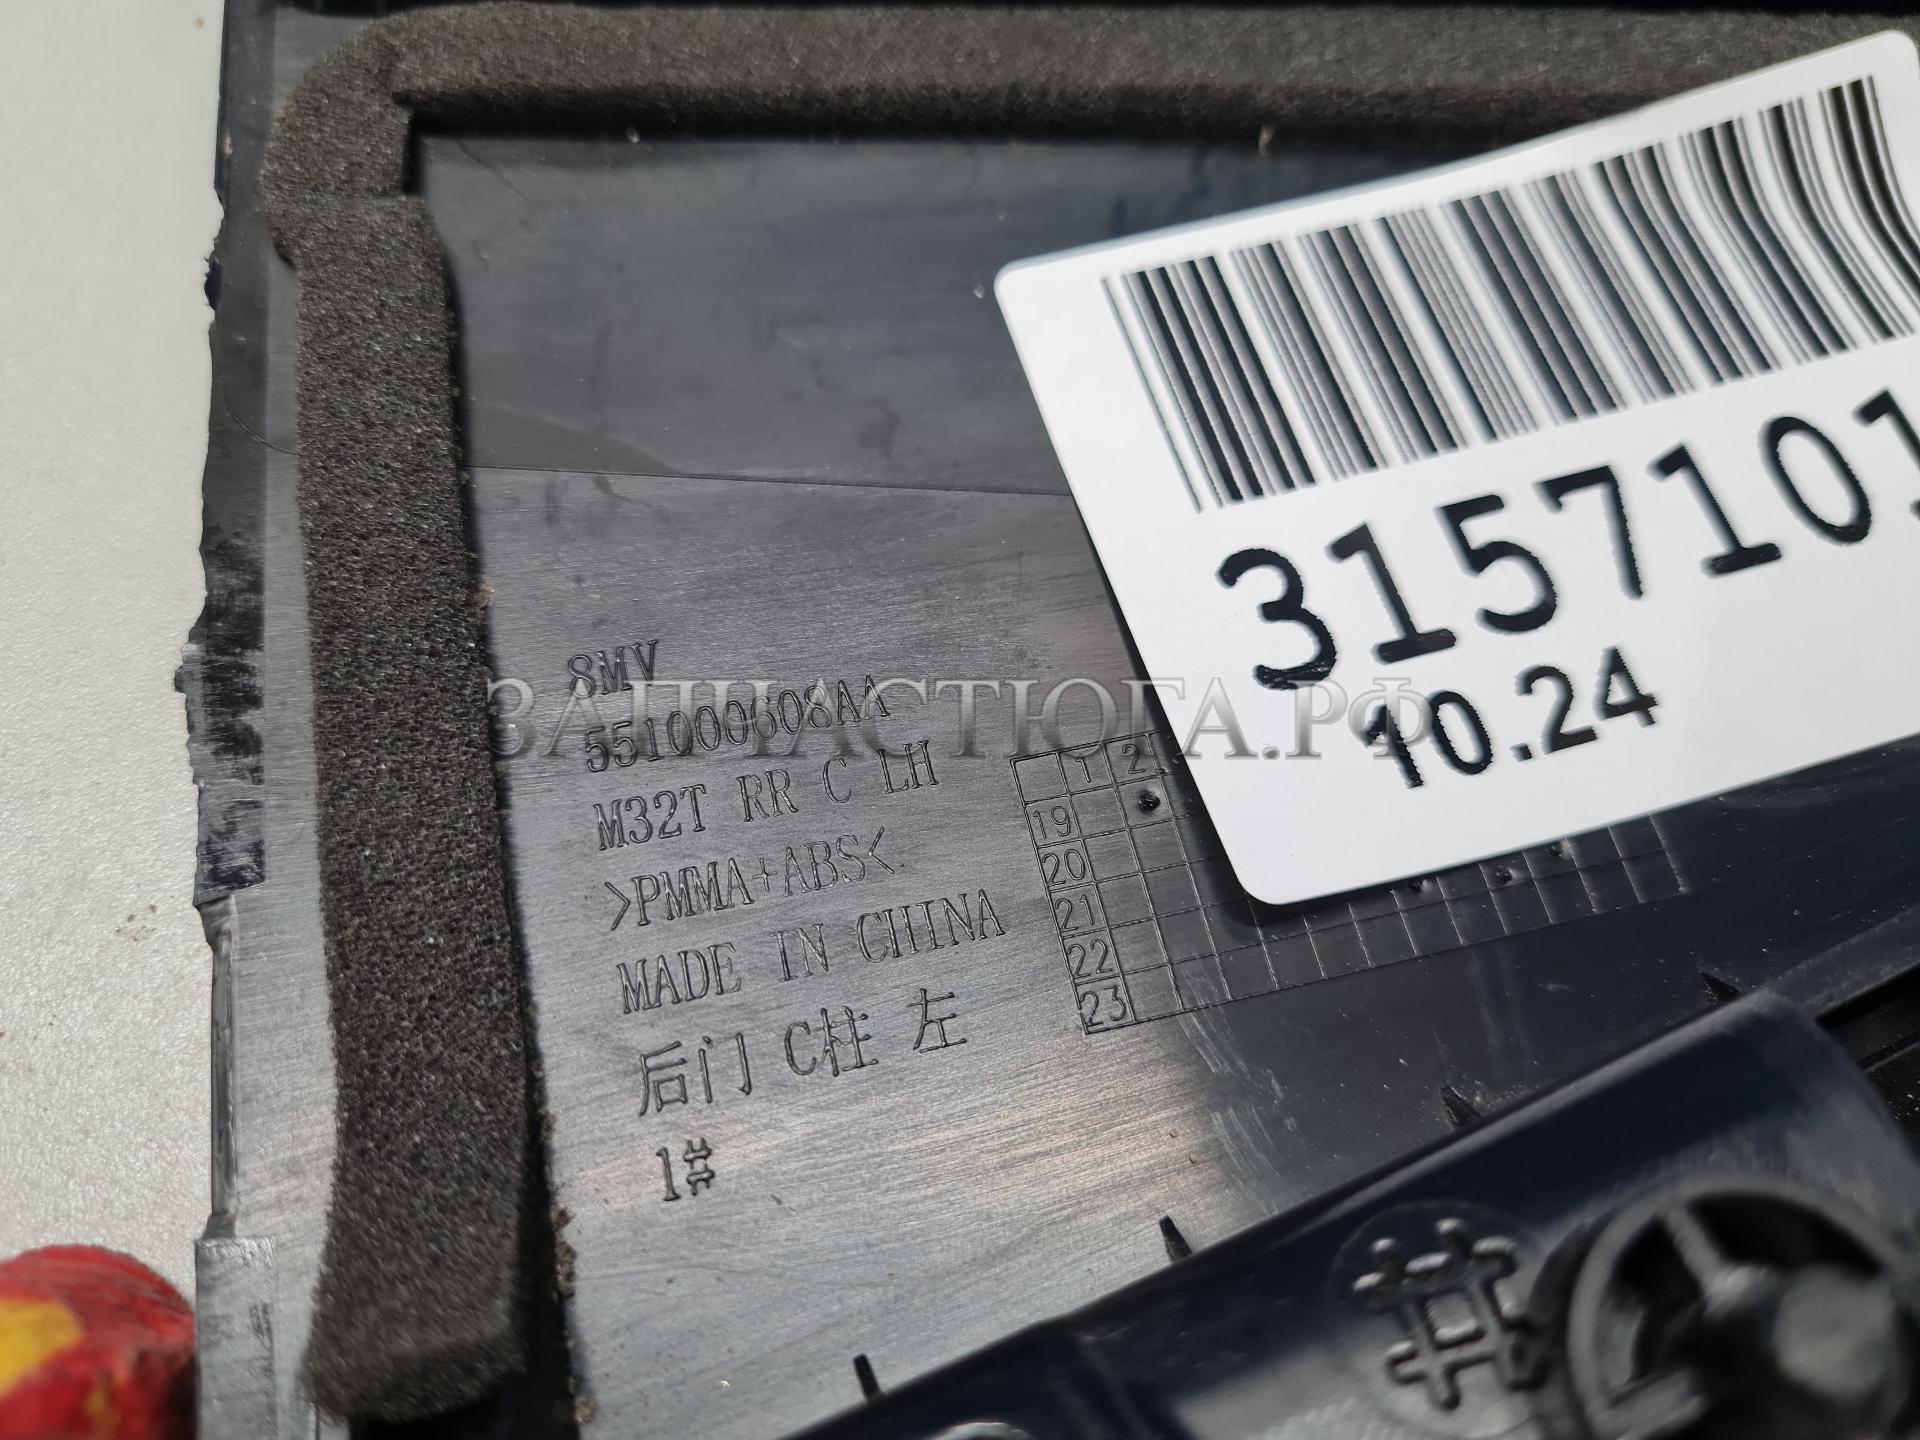 3157101
10.24
ЗАПЧАСТЮГА.РФ
8MV
551000608AA
M32T RR C LH
>PMMA+ABS<
MADE IN CHINA
后门 C柱 左
1#
1 2
19
20
21
22
23
#